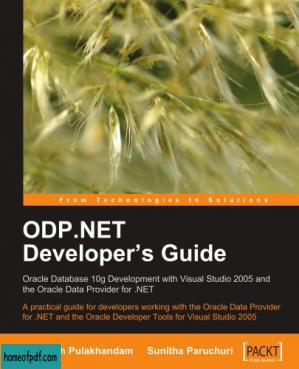 From Technologies to Solutions
ODP.NET
Developer's Guide
Oracle Database 10g Development with Visual Studio 2005 and
the Oracle Data Provider for .NET
A practical guide for developers working with the Oracle Data Provider
for .NET and the Oracle Developer Tools for Visual Studio 2005
Pulakhandam Sunitha Paruchuri
homeofpdf.com
PACKT
PUBLISHING